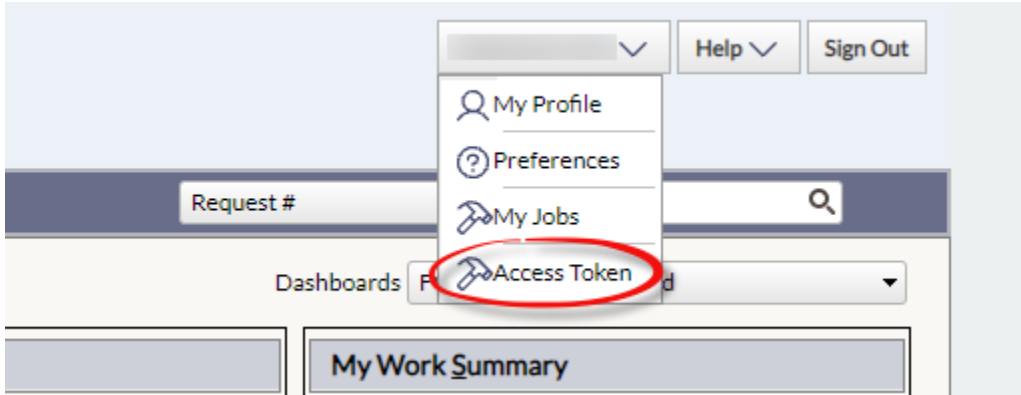 Help
Sign Out
My Profile
Preferences
Request #
My Jobs
Access Token
Dashboards F
d
My Work Summary